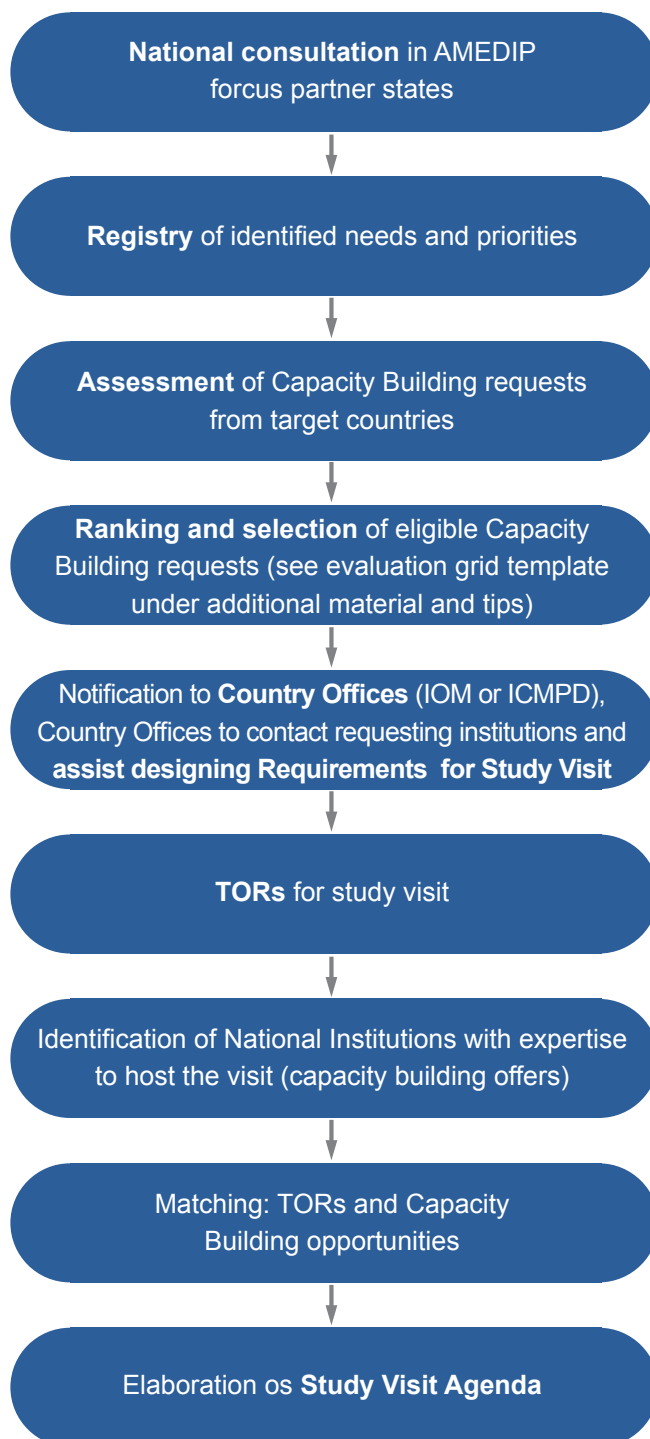 National consultation in AMEDIP
forcus partner states
Registry of identified needs and priorities
Assessment of Capacity Building requests
from target countries
Ranking and selection of eligible Capacity
Building requests (see evaluation grid template
under additional material and tips)
Notification to Country Offices (IOM or ICMPD),
Country Offices to contact requesting institutions and
assist designing Requirements for Study Visit
TORs for study visit
Identification of National Institutions with expertise
to host the visit (capacity building offers)
Matching: TORs and Capacity
Building opportunities
Elaboration os Study Visit Agenda